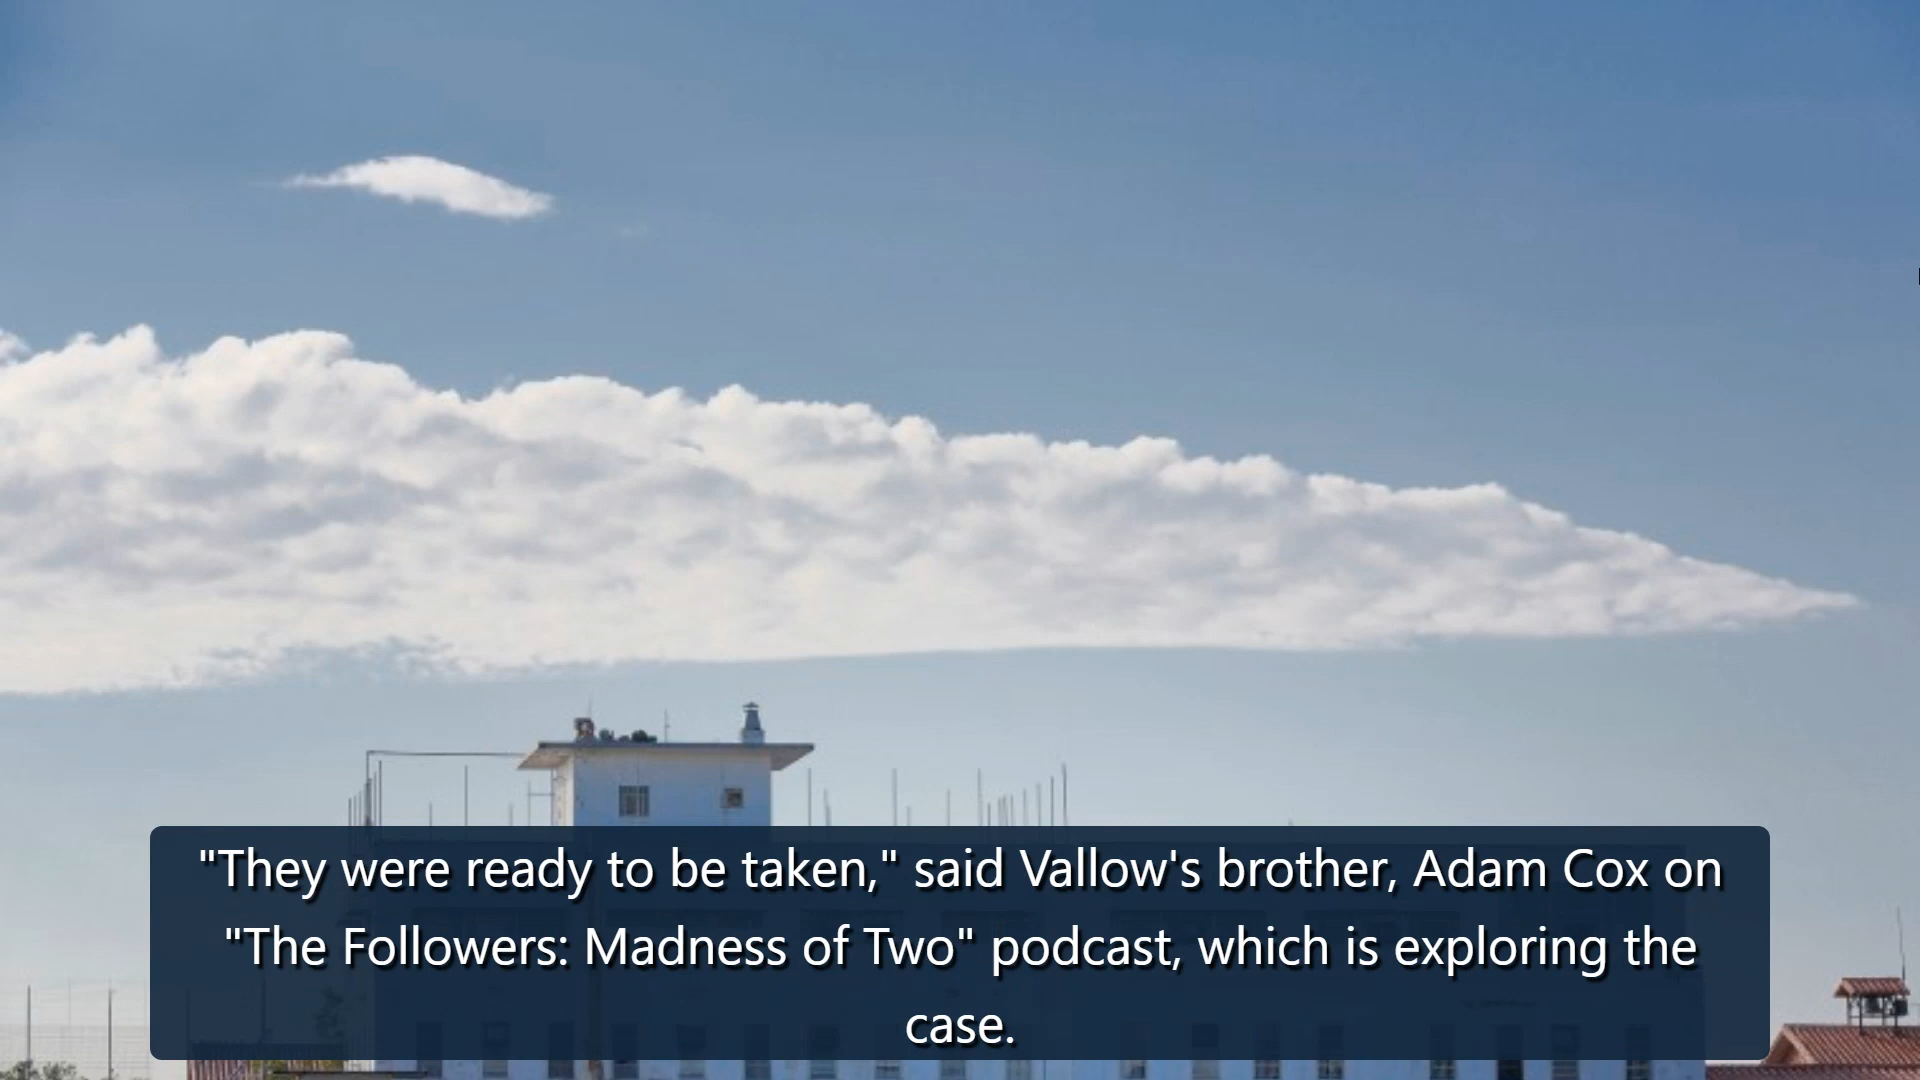 "They were ready to be taken," said Vallow's brother, Adam Cox on
"The Followers: Madness of Two" podcast, which is exploring the
case.